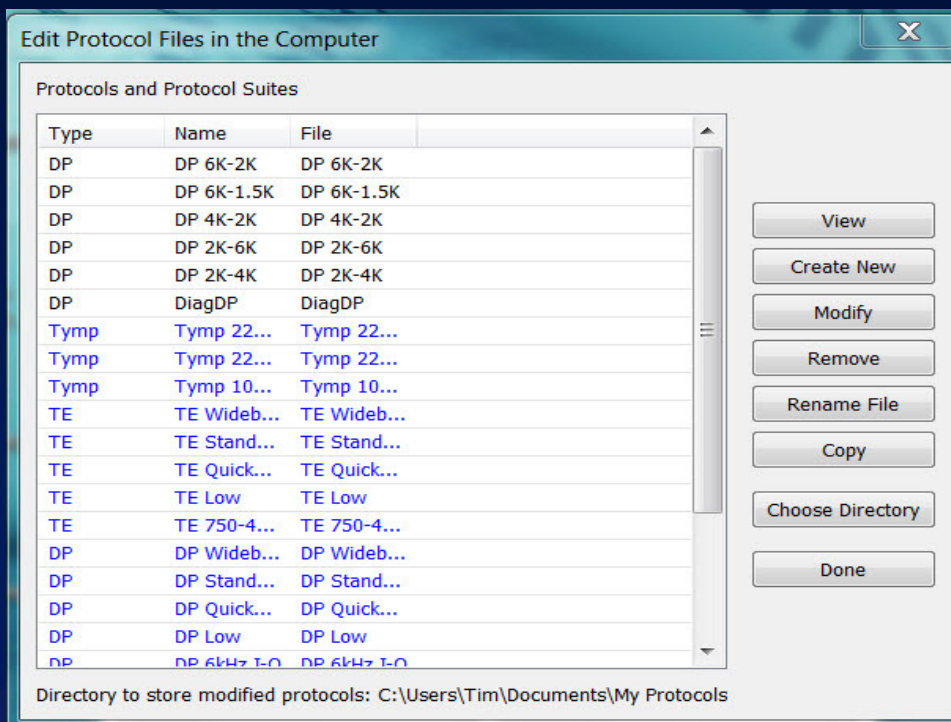 Edit Protocol Files in the Computer
X
Protocols and Protocol Suites
Type Name File
DP DP 6K-2K DP 6K-2K
DP DP 6K-1.5K DP 6K-1.5K
DP DP 4K-2K DP 4K-2K
DP DP 2K-6K DP 2K-6K
DP DP 2K-4K DP 2K-4K
DP DiagDP DiagDP
Tymp Tymp 22... Tymp 22...
Tymp Tymp 22... Tymp 22...
Tymp Tymp 10... Tymp 10...
TE TE Wideb... TE Wideb...
TE TE Stand... TE Stand...
TE TE Quick... TE Quick...
TE TE Low TE Low
TE TE 750-4... TE 750-4...
DP DP Wideb... DP Wideb...
DP DP Stand... DP Stand...
DP DP Quick... DP Quick...
DP DP Low DP Low
DP DP 6kHz I-O DP 6kHz I-O
View
Create New
Modify
Remove
Rename File
Copy
Choose Directory
Done
Directory to store modified protocols: C:\Users\Tim\Documents\My Protocols